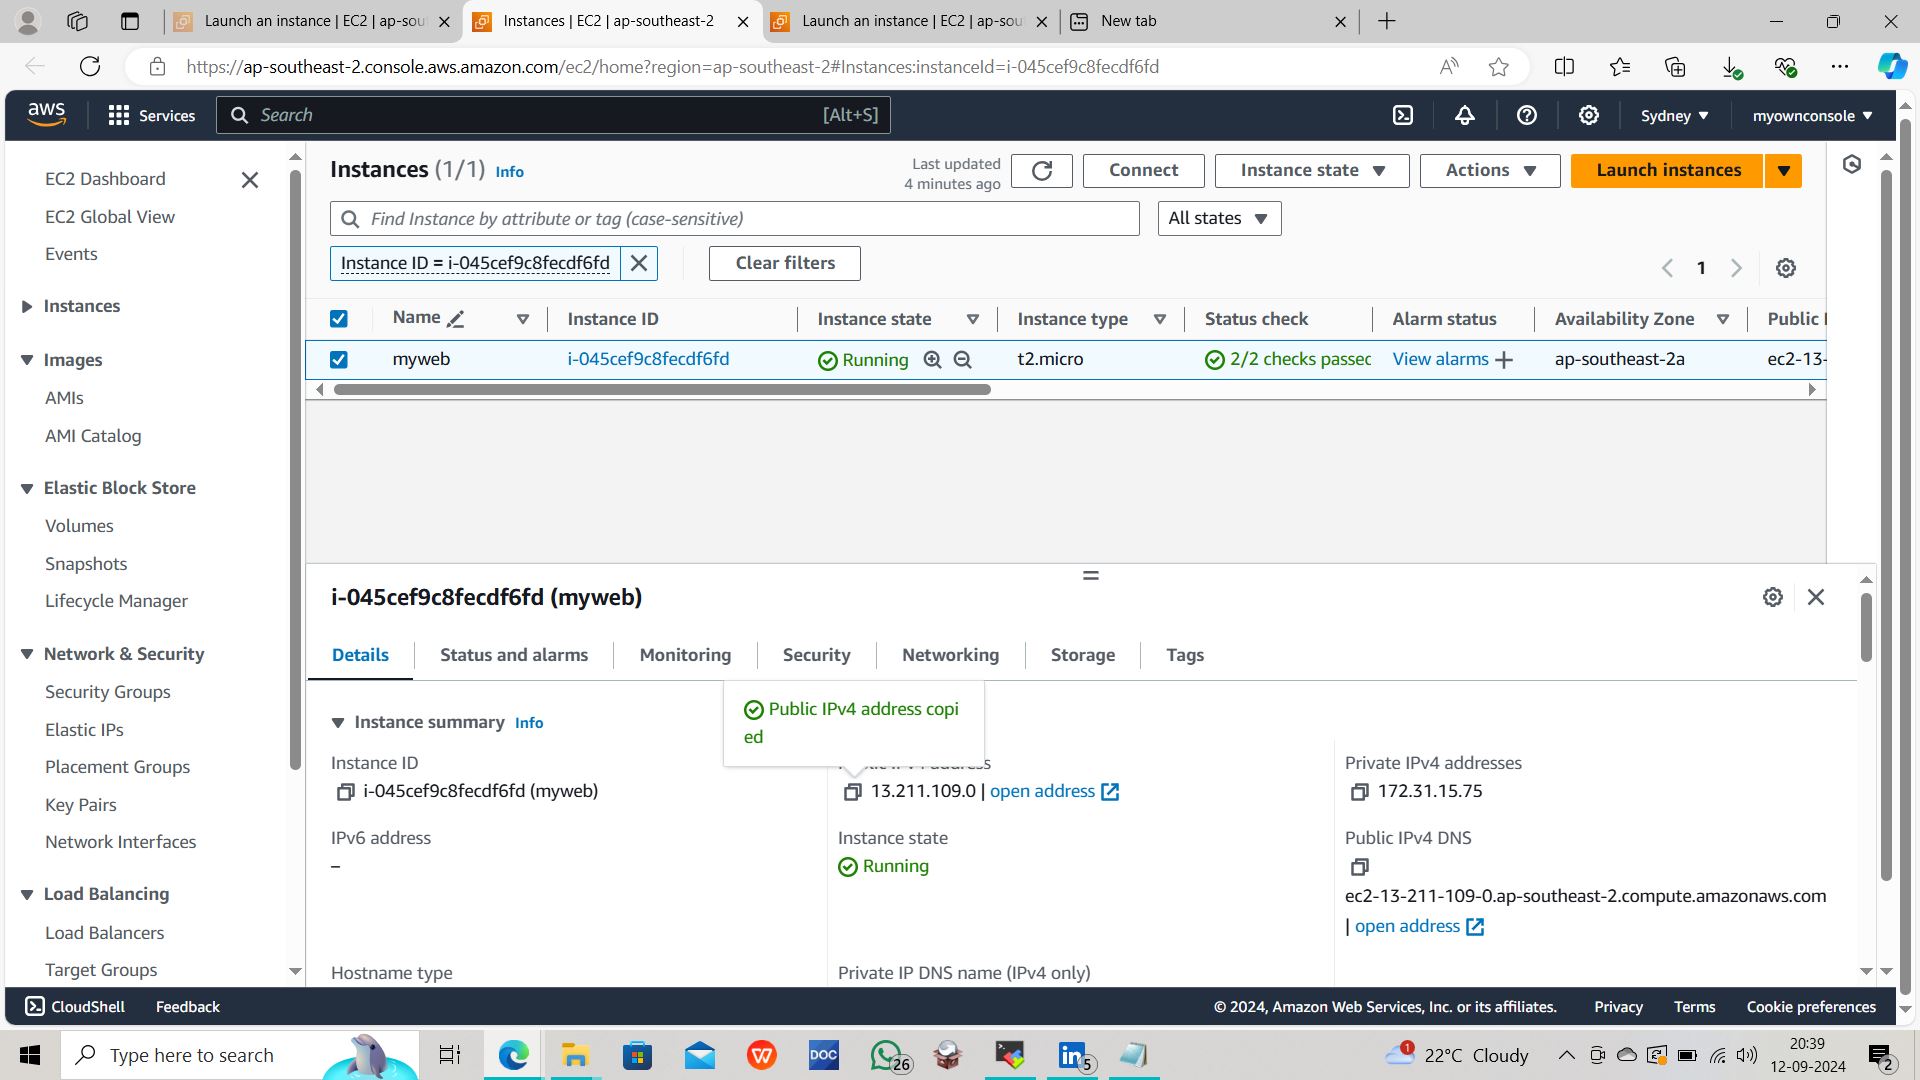 Launch an instance | EC2 | ap-sou
Instances | EC2 | ap-southeast-2
Launch an instance | EC2 | ap-sou
New tab
https://ap-southeast-2.console.aws.amazon.com/ec2/home?region=ap-southeast-2#Instances:instanceId=i-045cef9c8fecdf6fd
aws
Services
Search
[Alt+S]
Sydney
myownconsole
EC2 Dashboard
EC2 Global View
Events
Instances
Images
AMIs
AMI Catalog
Elastic Block Store
Volumes
Snapshots
Lifecycle Manager
Network & Security
Security Groups
Elastic IPs
Placement Groups
Key Pairs
Network Interfaces
Load Balancing
Load Balancers
Target Groups
Instances (1/1) Info
Last updated
4 minutes ago
Connect
Instance state
Actions
Launch instances
Find Instance by attribute or tag (case-sensitive)
All states
Instance ID = i-045cef9c8fecdf6fd
Clear filters
1
Name
Instance ID
Instance state
Instance type
Status check
Alarm status
Availability Zone
Public I
myweb
i-045cef9c8fecdf6fd
Running
t2.micro
2/2 checks passec
View alarms
ap-southeast-2a
ec2-13-
i-045cef9c8fecdf6fd (myweb)
Details
Status and alarms
Monitoring
Security
Networking
Storage
Tags
Public IPv4 address copi
ed
Instance summary Info
Instance ID
i-045cef9c8fecdf6fd (myweb)
13.211.109.0 | open address
Private IPv4 addresses
172.31.15.75
IPv6 address
–
Instance state
Running
Public IPv4 DNS
ec2-13-211-109-0.ap-southeast-2.compute.amazonaws.com
| open address
Hostname type
Private IP DNS name (IPv4 only)
CloudShell
Feedback
© 2024, Amazon Web Services, Inc. or its affiliates.
Privacy
Terms
Cookie preferences
Type here to search
DOC
26
5
1
22°C Cloudy
20:39
12-09-2024
2